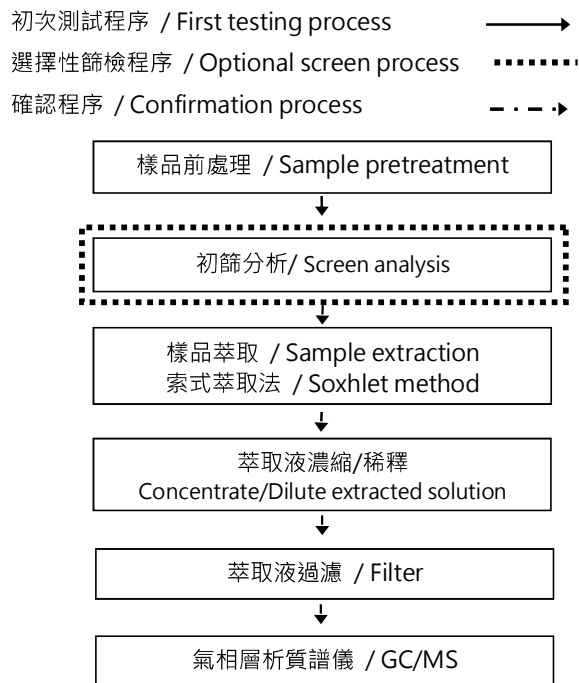 初次測試程序 / First testing process
選擇性篩檢程序 / Optional screen process
確認程序 / Confirmation process
樣品前處理 / Sample pretreatment
初篩分析/ Screen analysis
樣品萃取 / Sample extraction
索式萃取法 / Soxhlet method
萃取液濃縮/稀釋
Concentrate/Dilute extracted solution
萃取液過濾 / Filter
氣相層析質譜儀 / GC/MS